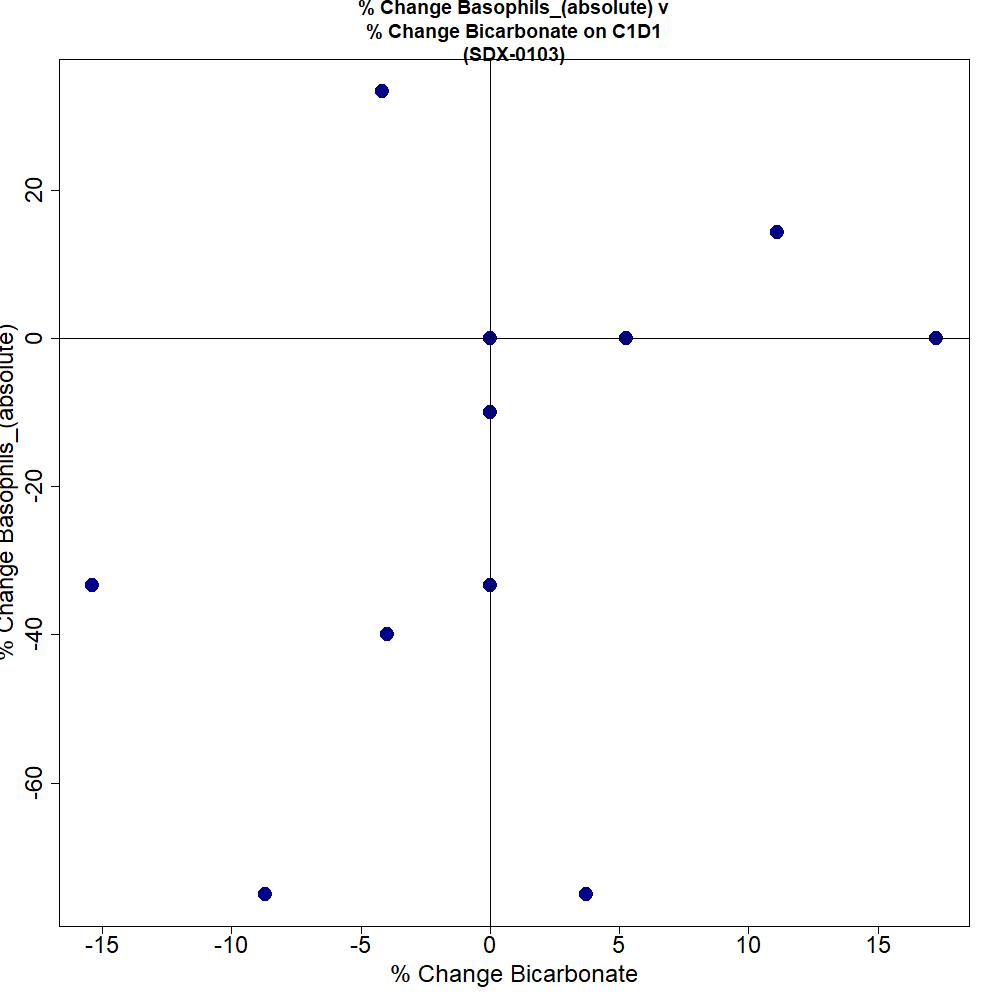 % Change Basophils_(absolute) v
% Change Bicarbonate on C1D1
(SDX-0103)
20
0
-20
-40
-60
% Change Basophils_(absolute)
-15
-10
-5
0
5
10
15
% Change Bicarbonate